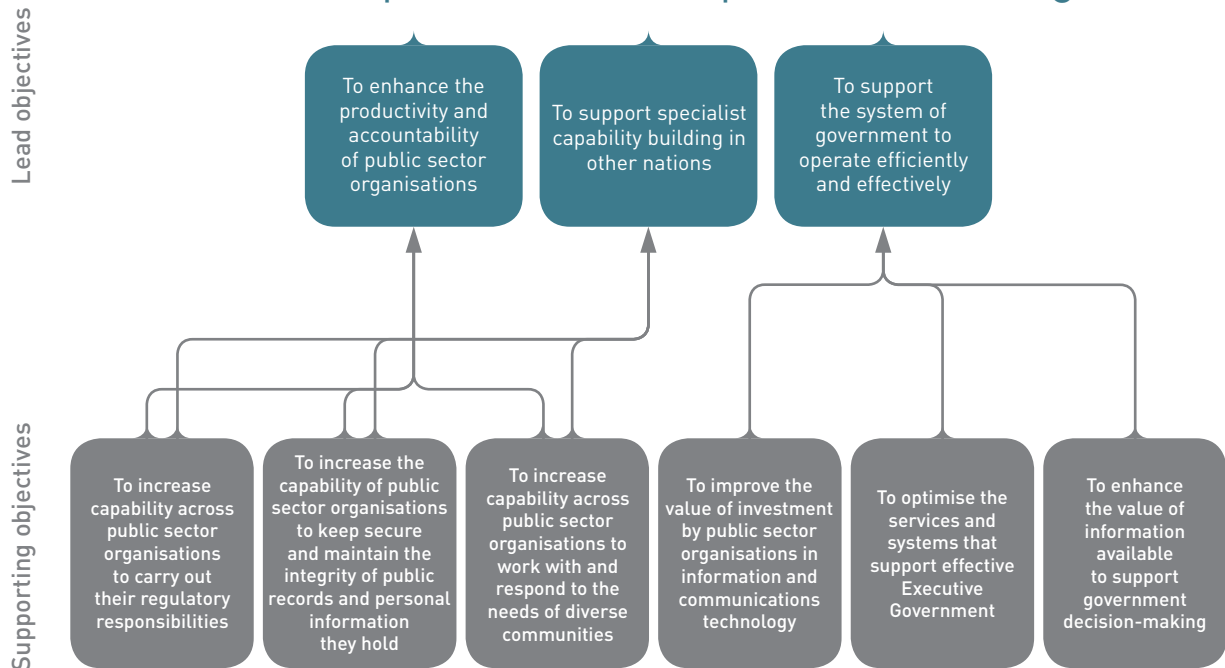 Lead objectives
To enhance the
productivity and
accountability
of public sector
organisations
To support specialist
capability building in
other nations
To support
the system of
government to
operate efficiently
and effectively
Supporting objectives
To increase
capability across
public sector
organisations
to carry out
their regulatory
responsibilities
To increase the
capability of public
sector organisations
to keep secure
and maintain the
integrity of public
records and personal
information
they hold
To increase
capability across
public sector
organisations to
work with and
respond to the
needs of diverse
communities
To improve the
value of investment
by public sector
organisations in
information and
communications
technology
To optimise the
services and
systems that
support effective
Executive
Government
To enhance
the value of
information
available
to support
government
decision-making